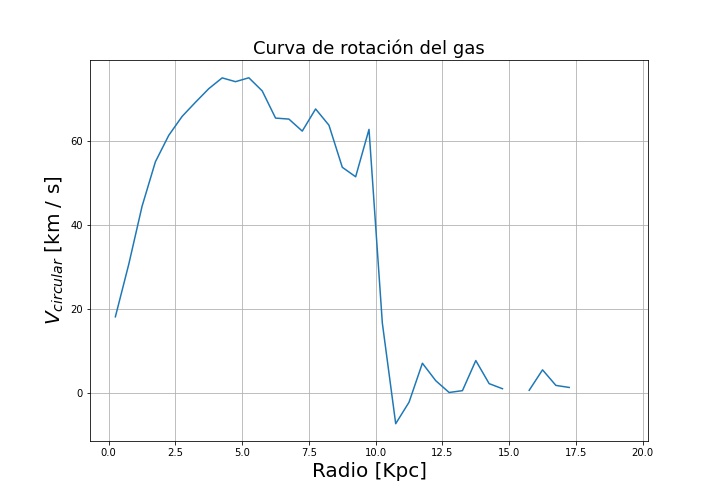 Curva de rotación del gas
V_circular [km / s]
60
40
20
0
0.0 2.5 5.0 7.5 10.0 12.5 15.0 17.5 20.0
Radio [Kpc]